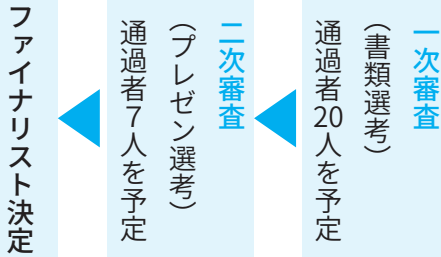 一次審査
（書類選考）
通過者20人を予定
二次審査
（プレゼン選考）
通過者7人を予定
ファイナリスト決定